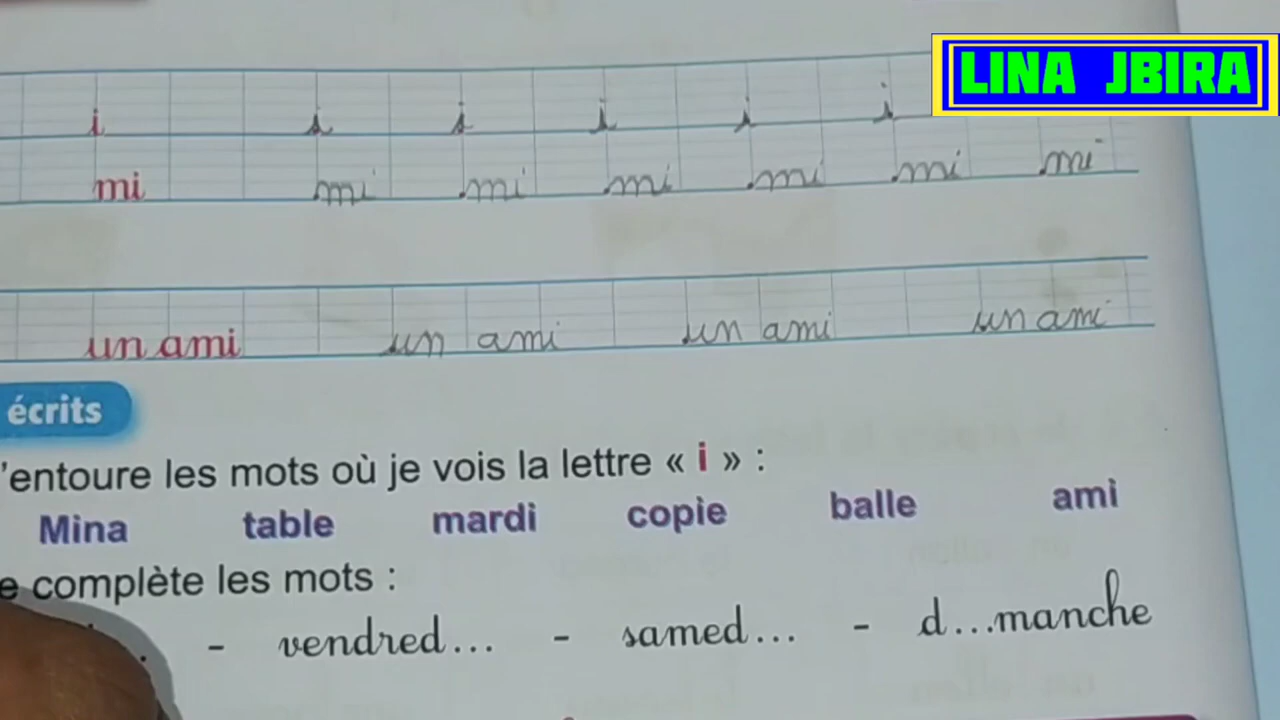 LINA JBIRA
i i i i i i
mi mi mi mi mi mi mi
un ami un ami un ami un ami
écrits
'entoure les mots où je vois la lettre « i » :
Mina table mardi copie balle ami
e complète les mots :
- vendred... - samed... - d...manche